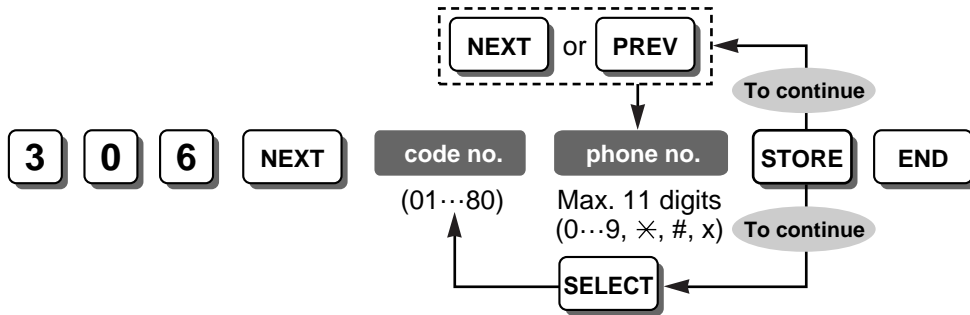 NEXT or PREV
To continue
3 0 6 NEXT code no. phone no. STORE END
(01⋯80) Max. 11 digits
(0⋯9, ✳, #, x) To continue
SELECT